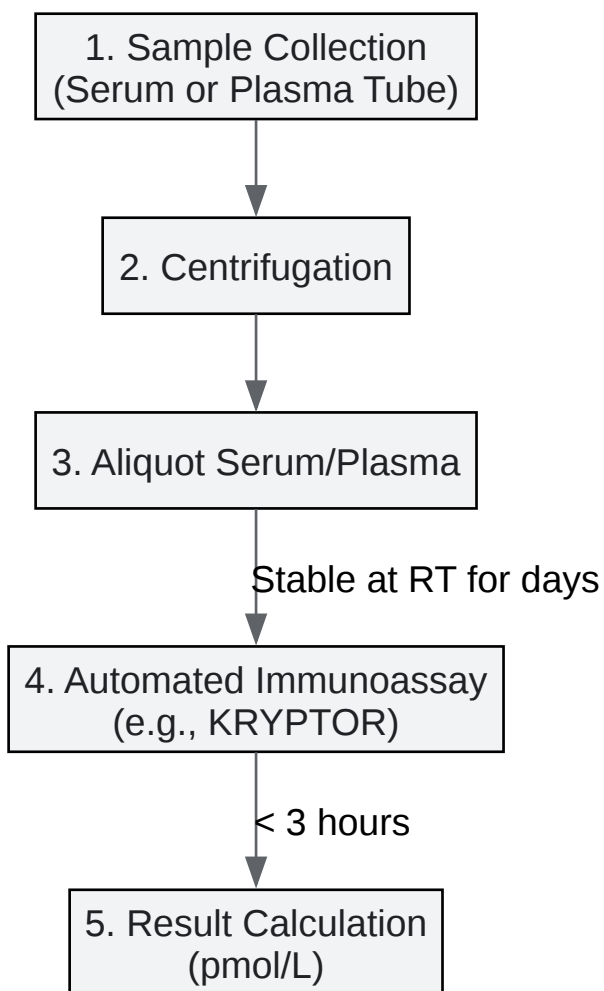 1. Sample Collection
(Serum or Plasma Tube)
2. Centrifugation
3. Aliquot Serum/Plasma
Stable at RT for days
4. Automated Immunoassay
(e.g., KRYPTOR)
< 3 hours
5. Result Calculation
(pmol/L)